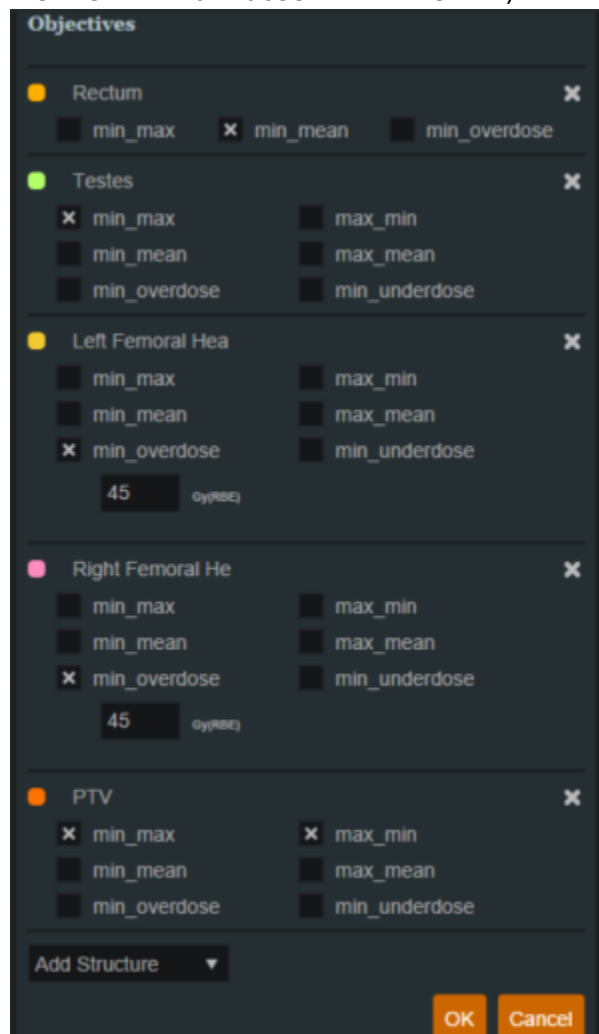 Objectives
Rectum
min_max min_mean min_overdose
Testes
min_max max_min
min_mean max_mean
min_overdose min_underdose
Left Femoral Hea
min_max max_min
min_mean max_mean
min_overdose min_underdose
45 Gy(RBE)
Right Femoral He
min_max max_min
min_mean max_mean
min_overdose min_underdose
45 Gy(RBE)
PTV
min_max max_min
min_mean max_mean
min_overdose min_underdose
Add Structure
OK Cancel